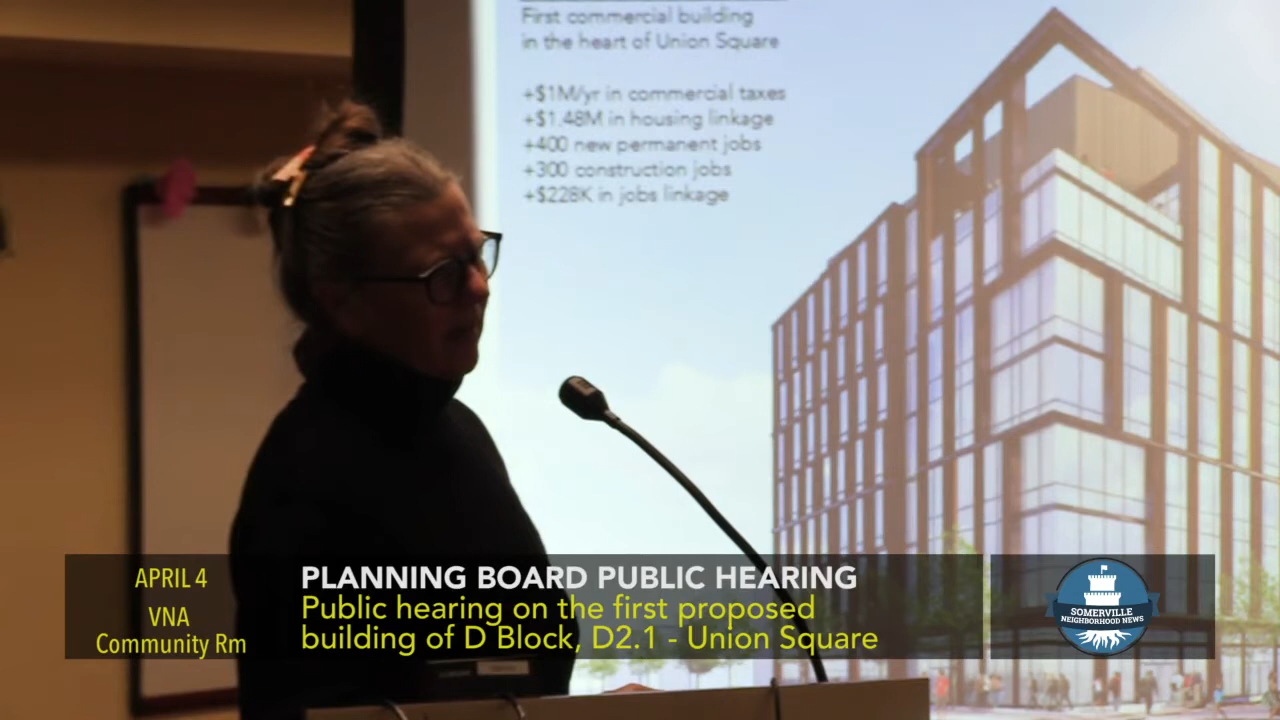 First commercial building
in the heart of Union Square
+$1M/yr in commercial taxes
+$1.48M in housing linkage
+400 new permanent jobs
+300 construction jobs
+$228K in jobs linkage
APRIL 4
VNA
Community Rm
PLANNING BOARD PUBLIC HEARING
Public hearing on the first proposed
building of D Block, D2.1 - Union Square
SOMERVILLE
NEIGHBORHOOD NEWS